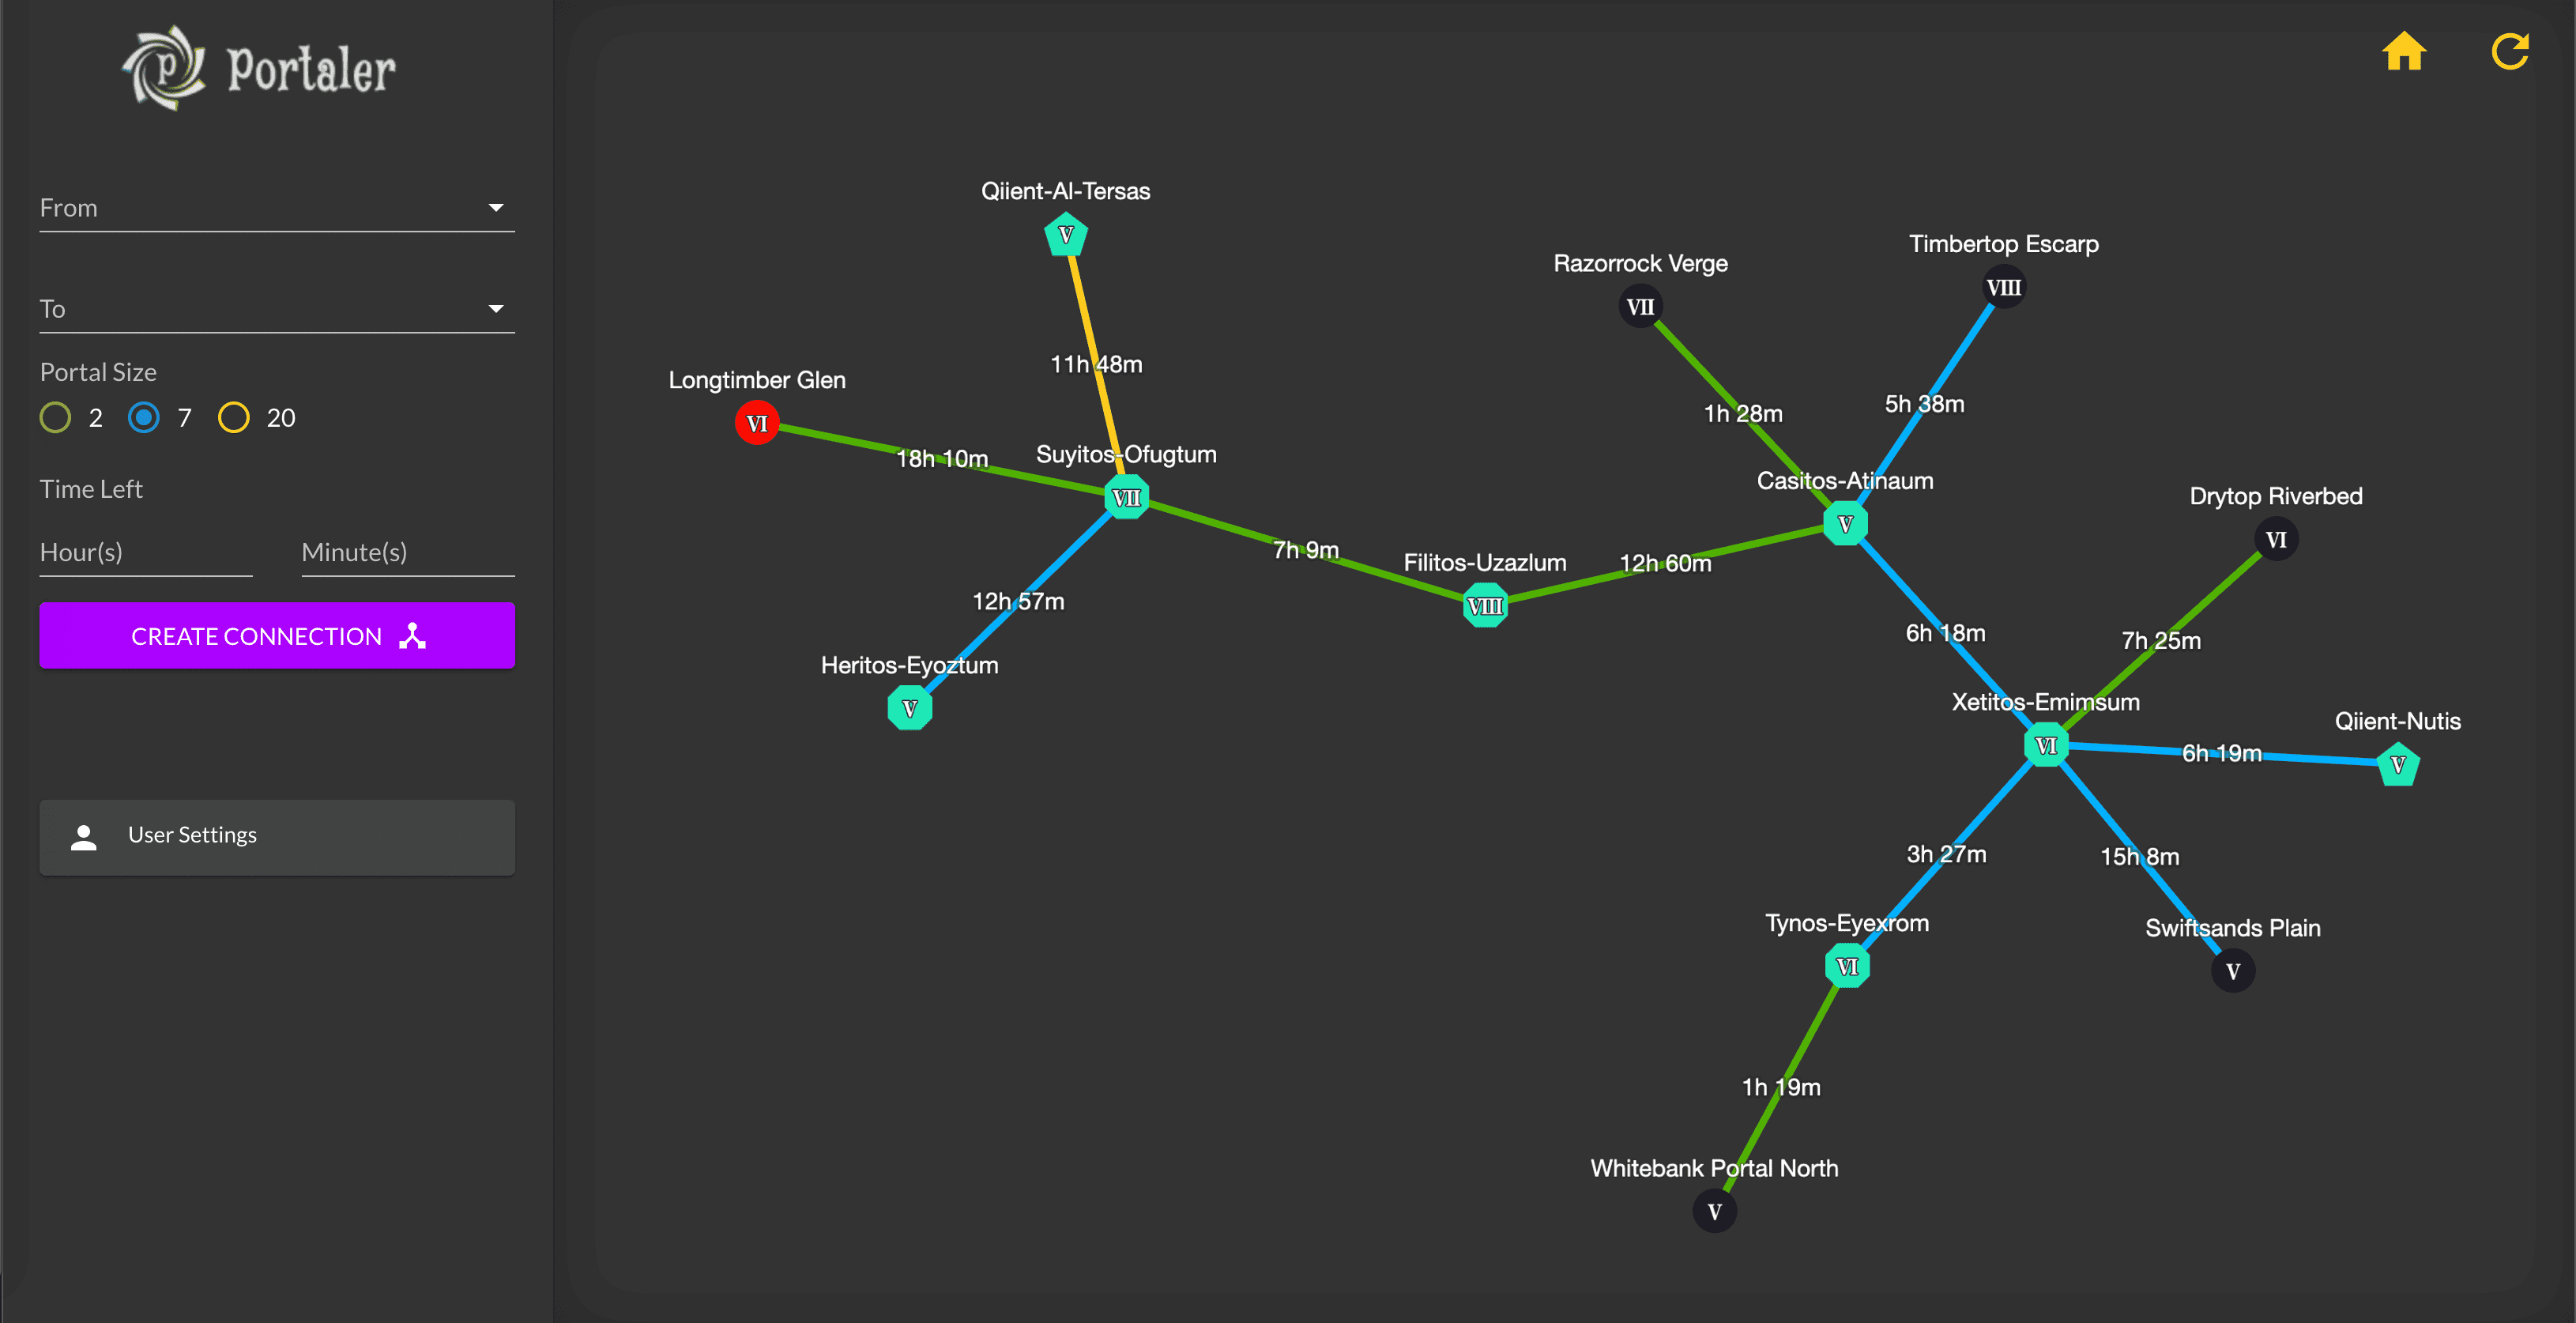 Portaler
From
To
Portal Size
2 7 20
Time Left
Hour(s) Minute(s)
CREATE CONNECTION
User Settings
Qiient-Al-Tersas
V
11h 48m
Longtimber Glen
VI
18h 10m
Suyitos-Ofugtum
VII
12h 57m
Heritos-Eyoztum
V
7h 9m
Filitos-Uzazlum
VIII
12h 60m
Razorrock Verge
VII
1h 28m
Timbertop Escarp
VIII
5h 38m
Casitos-Atinaum
V
6h 18m
Drytop Riverbed
VI
7h 25m
Xetitos-Emimsum
VI
6h 19m
Qiient-Nutis
V
3h 27m
15h 8m
Tynos-Eyexrom
VI
Swiftsands Plain
V
1h 19m
Whitebank Portal North
V